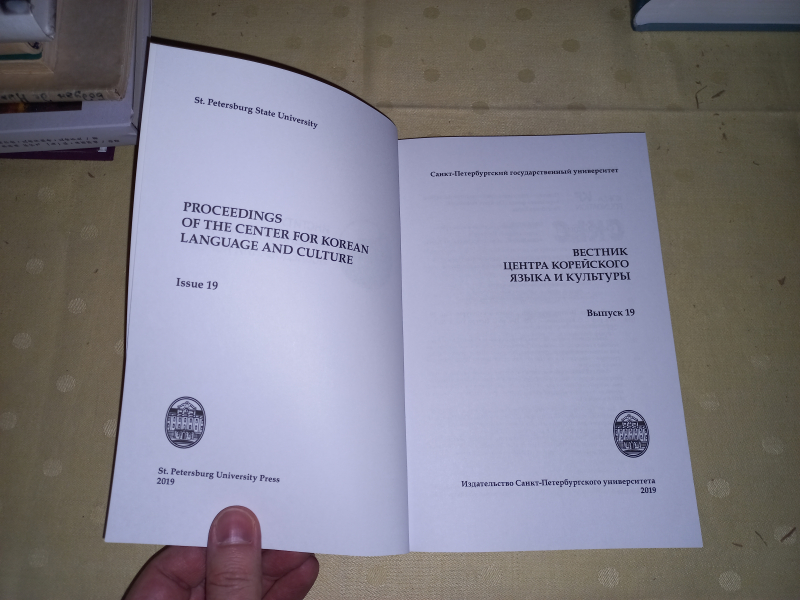 St. Petersburg State University
PROCEEDINGS
OF THE CENTER FOR KOREAN
LANGUAGE AND CULTURE
Issue 19
St. Petersburg University Press
2019
Санкт-Петербургский государственный университет
ВЕСТНИК
ЦЕНТРА КОРЕЙСКОГО
ЯЗЫКА И КУЛЬТУРЫ
Выпуск 19
Издательство Санкт-Петербургского университета
2019